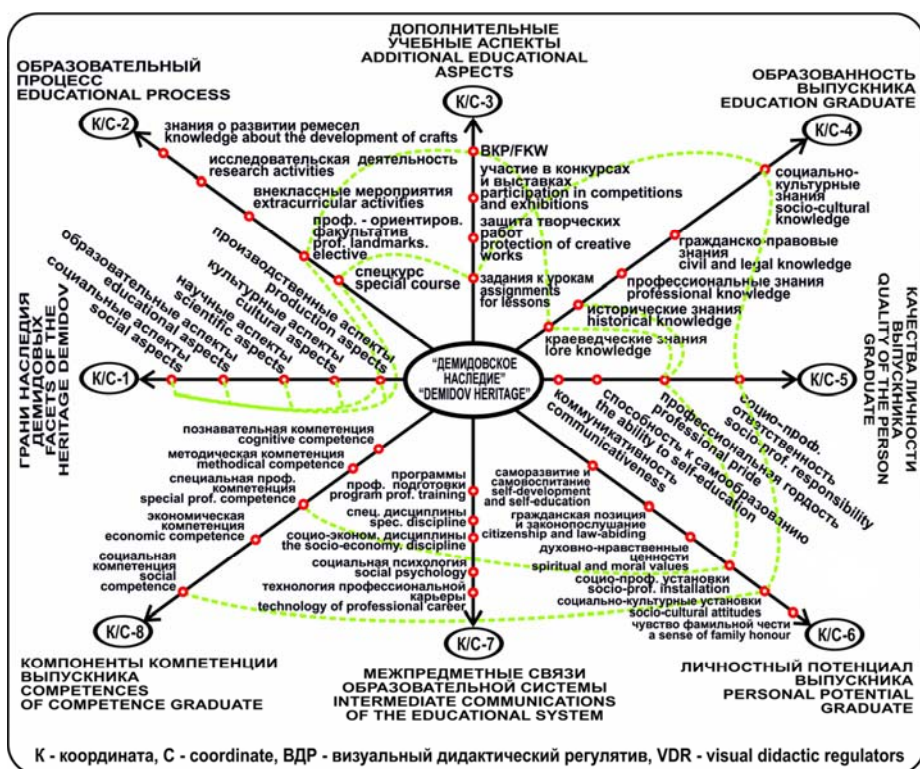 ДОПОЛНИТЕЛЬНЫЕ
УЧЕБНЫЕ АСПЕКТЫ
ADDITIONAL EDUCATIONAL
ASPECTS
К/С-3
ОБРАЗОВАТЕЛЬНЫЙ
ПРОЦЕСС
EDUCATIONAL PROCESS
К/С-2
ОБРАЗОВАННОСТЬ
ВЫПУСКНИКА
EDUCATION GRADUATE
К/С-4
знания о развитии ремесел
knowledge about the development of crafts
исследовательская деятельность
research activities
внеклассные мероприятия
extracurricular activities
проф. - ориентиров.
факультатив
prof. landmarks.
elective
спецкурс
special course
ВКР/FKW
участие в конкурсах
и выставках
participation in competitions
and exhibitions
защита творческих
работ
protection of creative
works
задания к урокам
assignments
for lessons
социально-
культурные
знания
socio-cultural
knowledge
гражданско-правовые
знания
civil and legal knowledge
профессиональные знания
professional knowledge
исторические знания
historical knowledge
краеведческие знания
lore knowledge
ГРАНИ НАСЛЕДИЯ
ДЕМИДОВЫХ
FACETS OF THE
HERITAGE DEMIDOV
К/С-1
социальные аспекты
social aspects
образовательные аспекты
educational aspects
научные аспекты
scientific aspects
культурные аспекты
cultural aspects
производственные аспекты
production aspects
"ДЕМИДОВСКОЕ
НАСЛЕДИЕ"
"DEMIDOV HERITAGE"
К/С-5
КАЧЕСТВА ЛИЧНОСТИ
ВЫПУСКНИКА
QUALITY OF THE PERSON
GRADUATE
коммуникативность
communicativeness
способность к самообразованию
the ability to self-education
профессиональная гордость
professional pride
социо-проф.
ответственность
socio-prof. responsibility
познавательная компетенция
cognitive competence
методическая компетенция
methodical competence
специальная проф.
компетенция
special prof. competence
экономическая
компетенция
economic competence
социальная
компетенция
social
competence
К/С-8
КОМПОНЕНТЫ КОМПЕТЕНЦИИ
ВЫПУСКНИКА
COMPETENCES
OF COMPETENCE GRADUATE
программы
проф. подготовки
program prof. training
спец. дисциплины
spec. discipline
социо-эконом. дисциплины
the socio-economy. discipline
социальная психология
social psychology
технология профессиональной
карьеры
technology of professional career
К/С-7
МЕЖПРЕДМЕТНЫЕ СВЯЗИ
ОБРАЗОВАТЕЛЬНОЙ СИСТЕМЫ
INTERMEDIATE COMMUNICATIONS
OF THE EDUCATIONAL SYSTEM
саморазвитие и
самовоспитание
self-development
and self-education
гражданская позиция
и законопослушание
citizenship and law-abiding
духовно-нравственные
ценности
spiritual and moral values
социо-проф. установки
socio-prof. installation
социально-культурные установки
socio-cultural attitudes
чувство фамильной чести
a sense of family honour
К/С-6
ЛИЧНОСТНЫЙ ПОТЕНЦИАЛ
ВЫПУСКНИКА
PERSONAL POTENTIAL
GRADUATE
К - координата, С - coordinate, ВДР - визуальный дидактический регулятив, VDR - visual didactic regulators